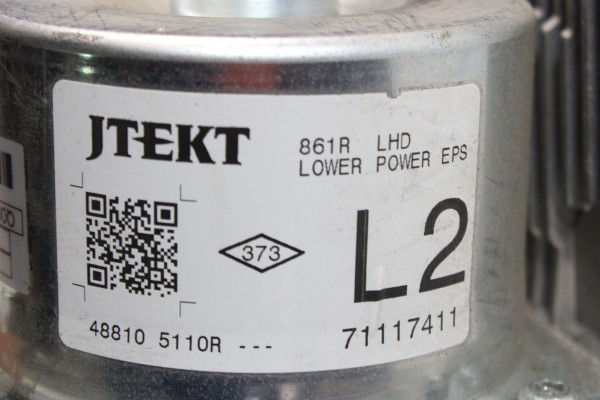 JTEKT
861R LHD
LOWER POWER EPS
373
L2
48810 5110R ---
71117411